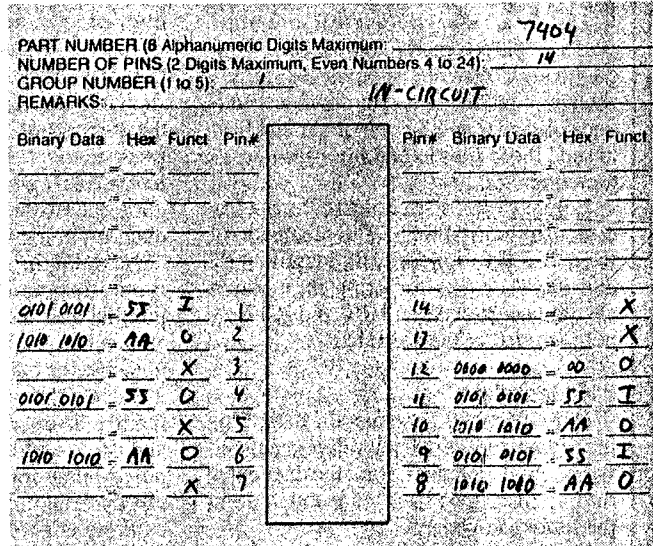 PART NUMBER (6 Alphanumeric Digits Maximum: 7404
NUMBER OF PINS (2 Digits Maximum, Even Numbers 4 to 24): 14
GROUP NUMBER (1 to 5): 1
REMARKS: IN-CIRCUIT
Binary Data Hex Funct Pin# Pin# Binary Data Hex Funct
=  =
=  =
=  =
=  =
=  =
0101 0101 = 55 I 1 14 = X
1010 1010 = AA O 2 13 = X
= X 3 12 0000 0000 = 00 O
0101 0101 = 55 O 4 11 0101 0101 = 55 I
= X 5 10 1010 1010 = AA O
1010 1010 = AA O 6 9 0101 0101 = 55 I
= X 7 8 1010 1010 = AA O